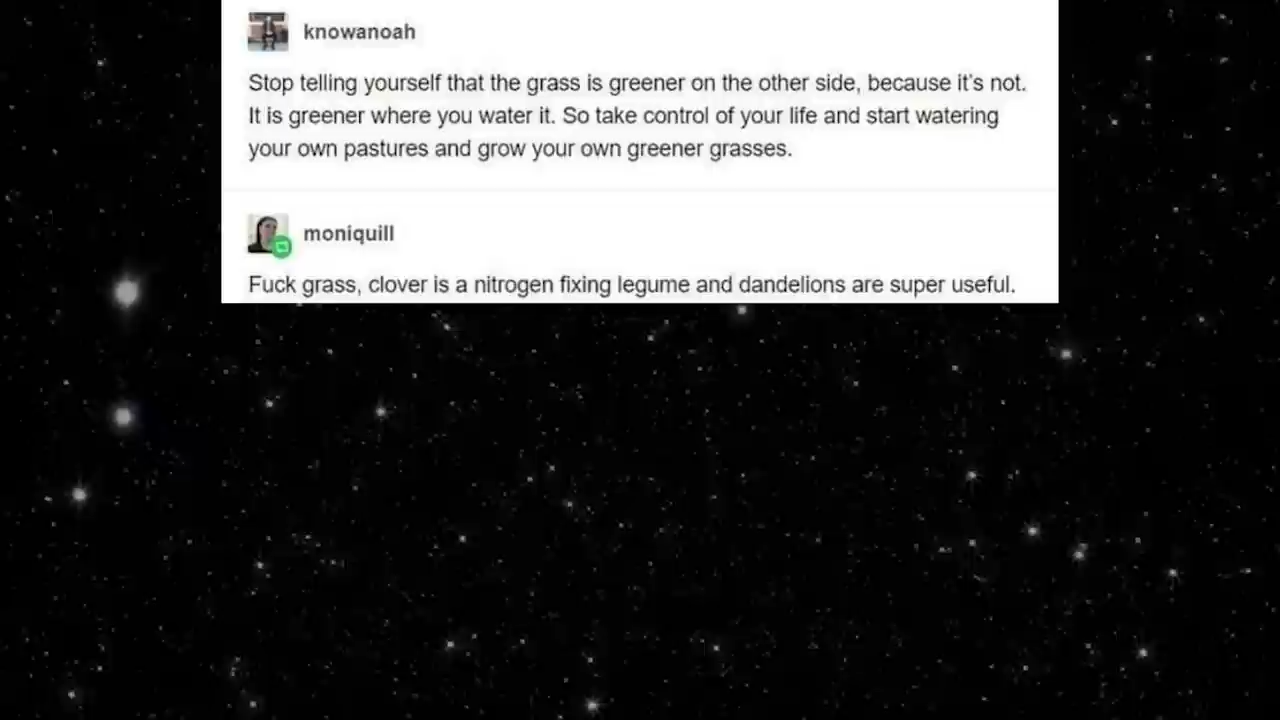 knowanoah
Stop telling yourself that the grass is greener on the other side, because it's not.
It is greener where you water it. So take control of your life and start watering
your own pastures and grow your own greener grasses.
moniquill
Fuck grass, clover is a nitrogen fixing legume and dandelions are super useful.